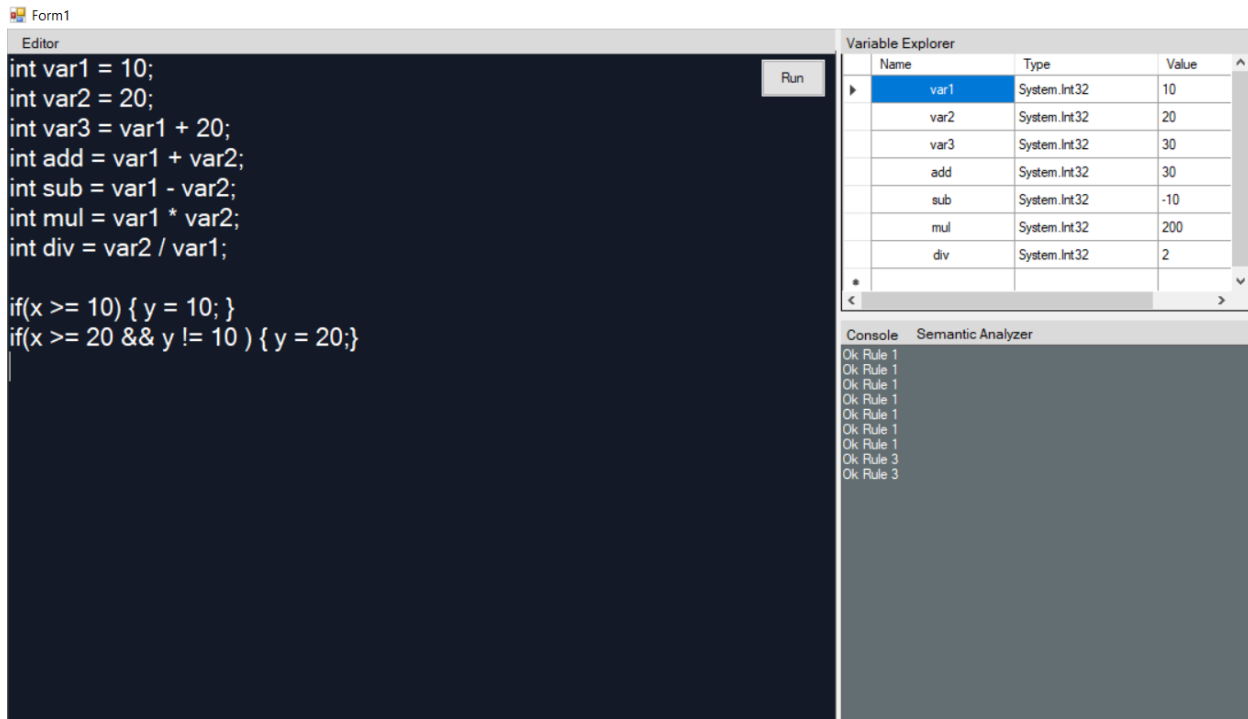 Form1
Editor
int var1 = 10;
int var2 = 20;
int var3 = var1 + 20;
int add = var1 + var2;
int sub = var1 - var2;
int mul = var1 * var2;
int div = var2 / var1;
if(x >= 10) { y = 10; }
if(x >= 20 && y != 10 ) { y = 20;}
Run
Variable Explorer
Name Type Value
var1 System.Int32 10
var2 System.Int32 20
var3 System.Int32 30
add System.Int32 30
sub System.Int32 -10
mul System.Int32 200
div System.Int32 2
Console Semantic Analyzer
Ok Rule 1
Ok Rule 1
Ok Rule 1
Ok Rule 1
Ok Rule 1
Ok Rule 1
Ok Rule 1
Ok Rule 3
Ok Rule 3